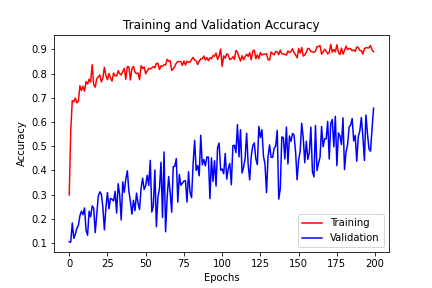 Training and Validation Accuracy
Accuracy
0.9
0.8
0.7
0.6
0.5
0.4
0.3
0.2
0.1
Training
Validation
0 25 50 75 100 125 150 175 200
Epochs